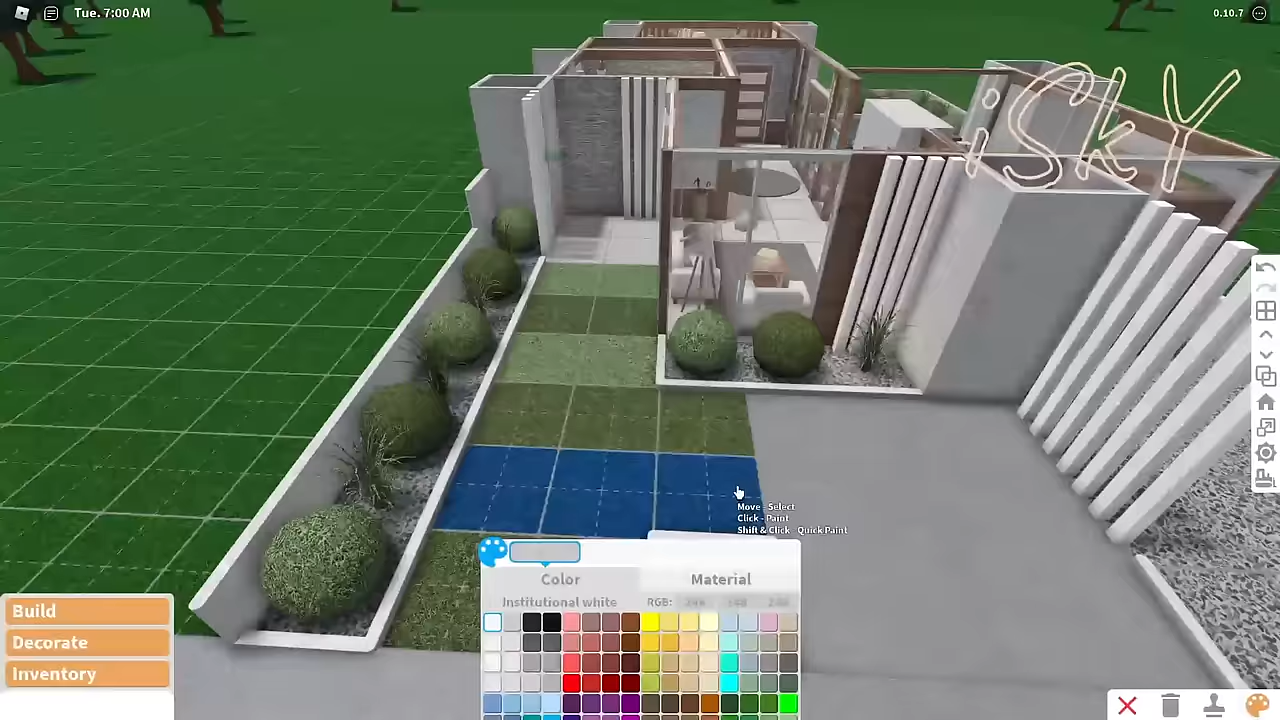 Tue. 7:00 AM
0.10.7
iSkY
Move - Select
Click - Paint
Shift & Click - Quick Paint
Color
Material
Institutional white
RGB:
Build
Decorate
Inventory